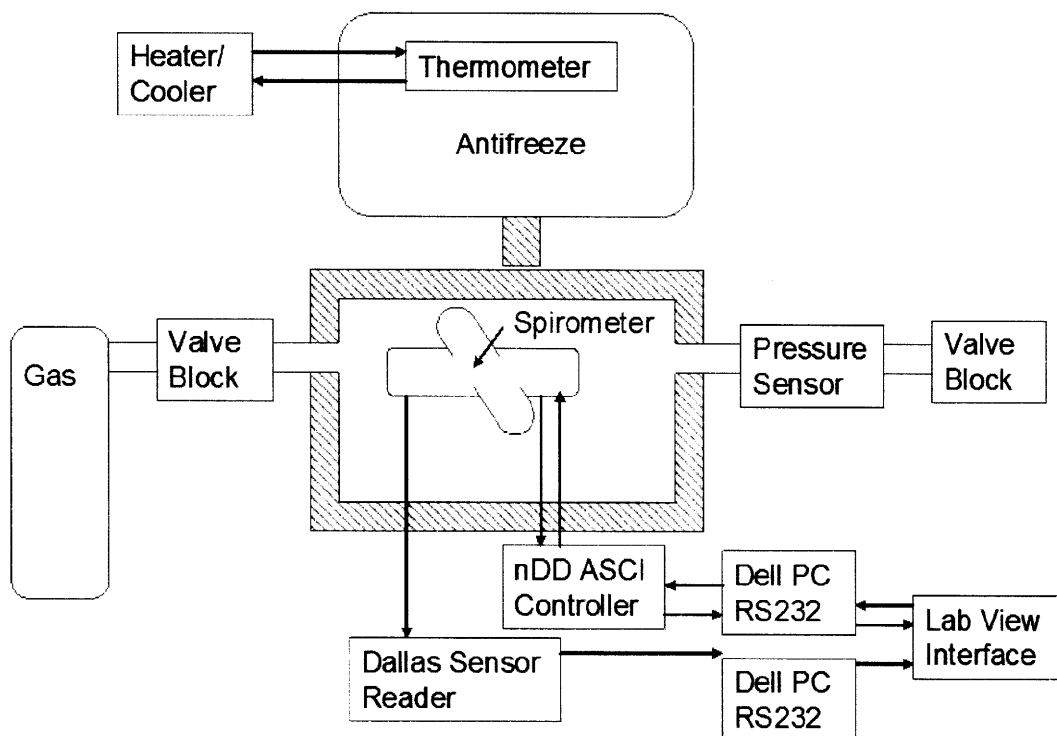 Heater/
Cooler
Thermometer
Antifreeze
Spirometer
Gas
Valve
Block
Pressure
Sensor
Valve
Block
nDD ASCI
Controller
Dell PC
RS232
Lab View
Interface
Dallas Sensor
Reader
Dell PC
RS232